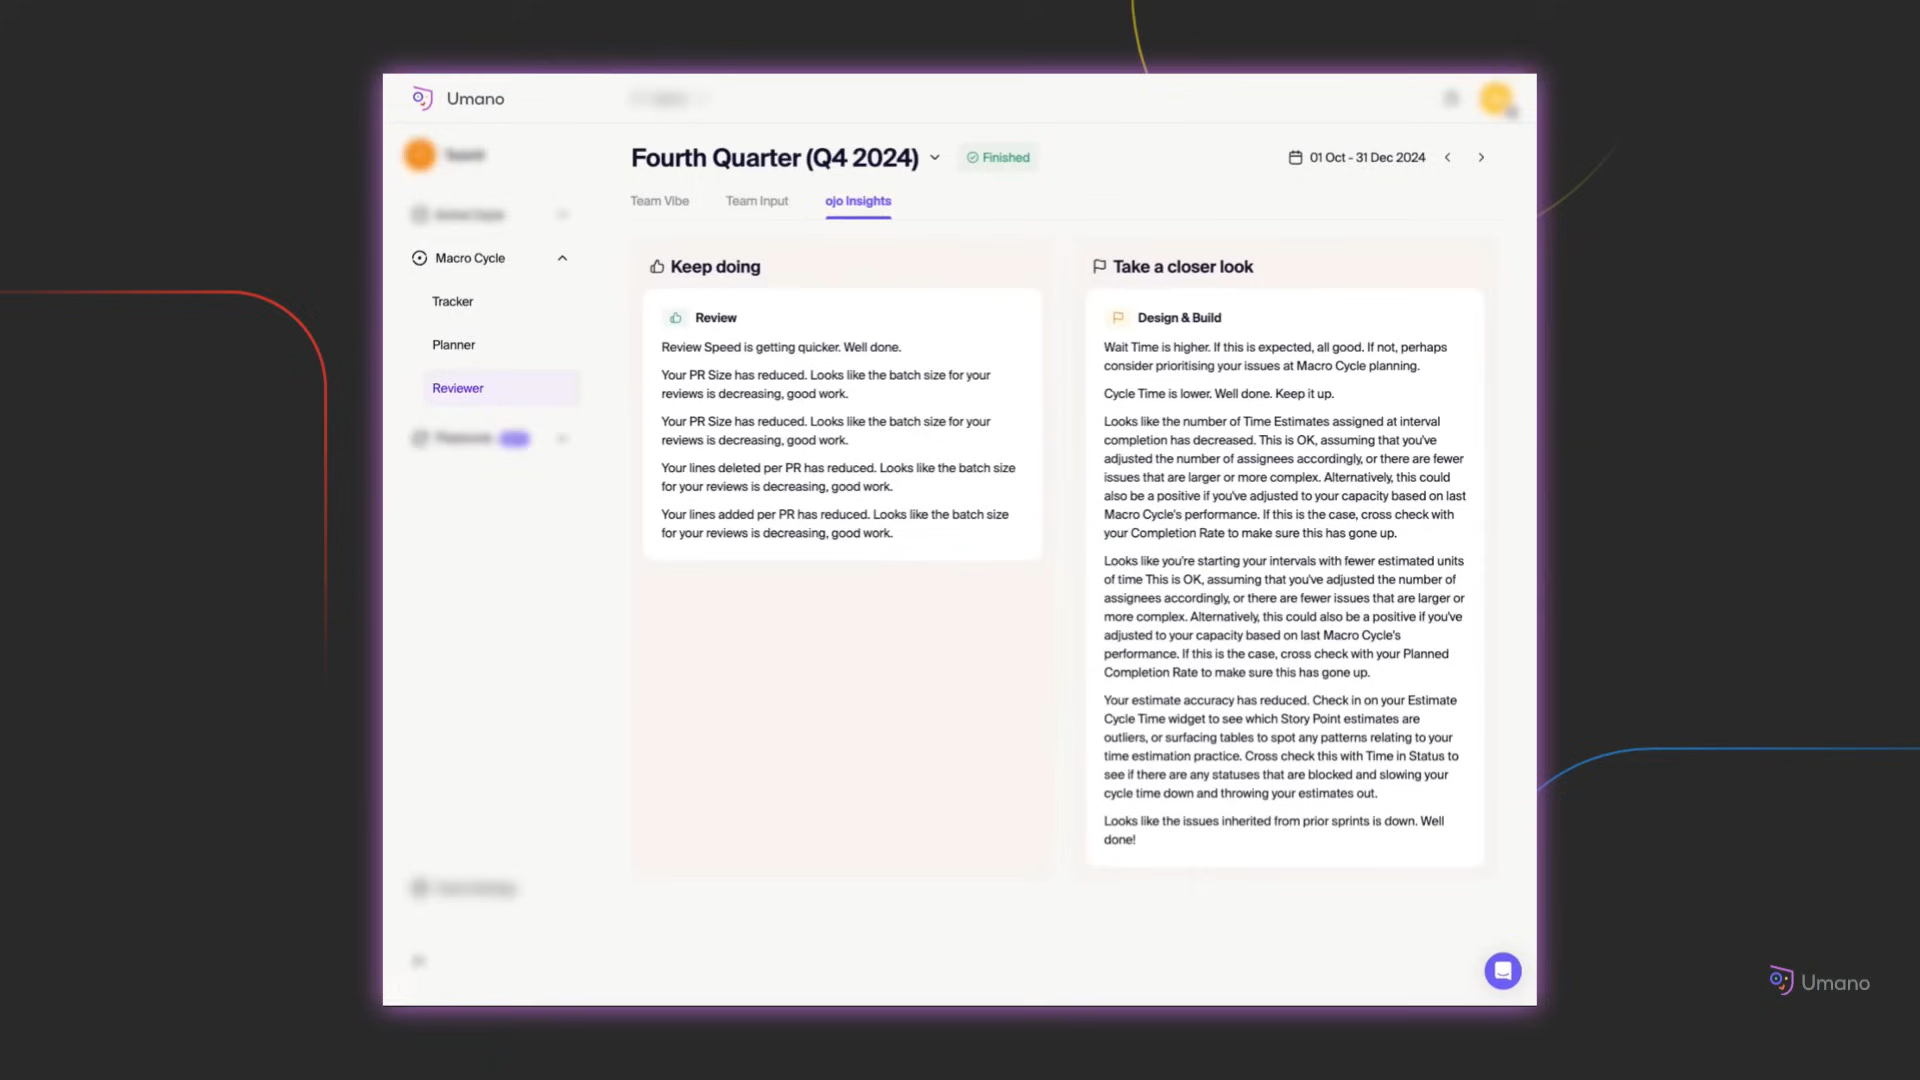 Umano
Fourth Quarter (Q4 2024)
Finished
01 Oct - 31 Dec 2024
Team Vibe
Team Input
ojo Insights
Macro Cycle
Tracker
Planner
Reviewer
Keep doing
Review
Review Speed is getting quicker. Well done.
Your PR Size has reduced. Looks like the batch size for your
reviews is decreasing, good work.
Your PR Size has reduced. Looks like the batch size for your
reviews is decreasing, good work.
Your lines deleted per PR has reduced. Looks like the batch size
for your reviews is decreasing, good work.
Your lines added per PR has reduced. Looks like the batch size
for your reviews is decreasing, good work.
Take a closer look
Design & Build
Wait Time is higher. If this is expected, all good. If not, perhaps
consider prioritising your issues at Macro Cycle planning.
Cycle Time is lower. Well done. Keep it up.
Looks like the number of Time Estimates assigned at interval
completion has decreased. This is OK, assuming that you've
adjusted the number of assignees accordingly, or there are fewer
issues that are larger or more complex. Alternatively, this could
also be a positive if you've adjusted to your capacity based on last
Macro Cycle's performance. If this is the case, cross check with
your Completion Rate to make sure this has gone up.
Looks like you're starting your intervals with fewer estimated units
of time This is OK, assuming that you've adjusted the number of
assignees accordingly, or there are fewer issues that are larger or
more complex. Alternatively, this could also be a positive if you've
adjusted to your capacity based on last Macro Cycle's
performance. If this is the case, cross check with your Planned
Completion Rate to make sure this has gone up.
Your estimate accuracy has reduced. Check in on your Estimate
Cycle Time widget to see which Story Point estimates are
outliers, or surfacing tables to spot any patterns relating to your
time estimation practice. Cross check this with Time in Status to
see if there are any statuses that are blocked and slowing your
cycle time down and throwing your estimates out.
Looks like the issues inherited from prior sprints is down. Well
done!
Umano